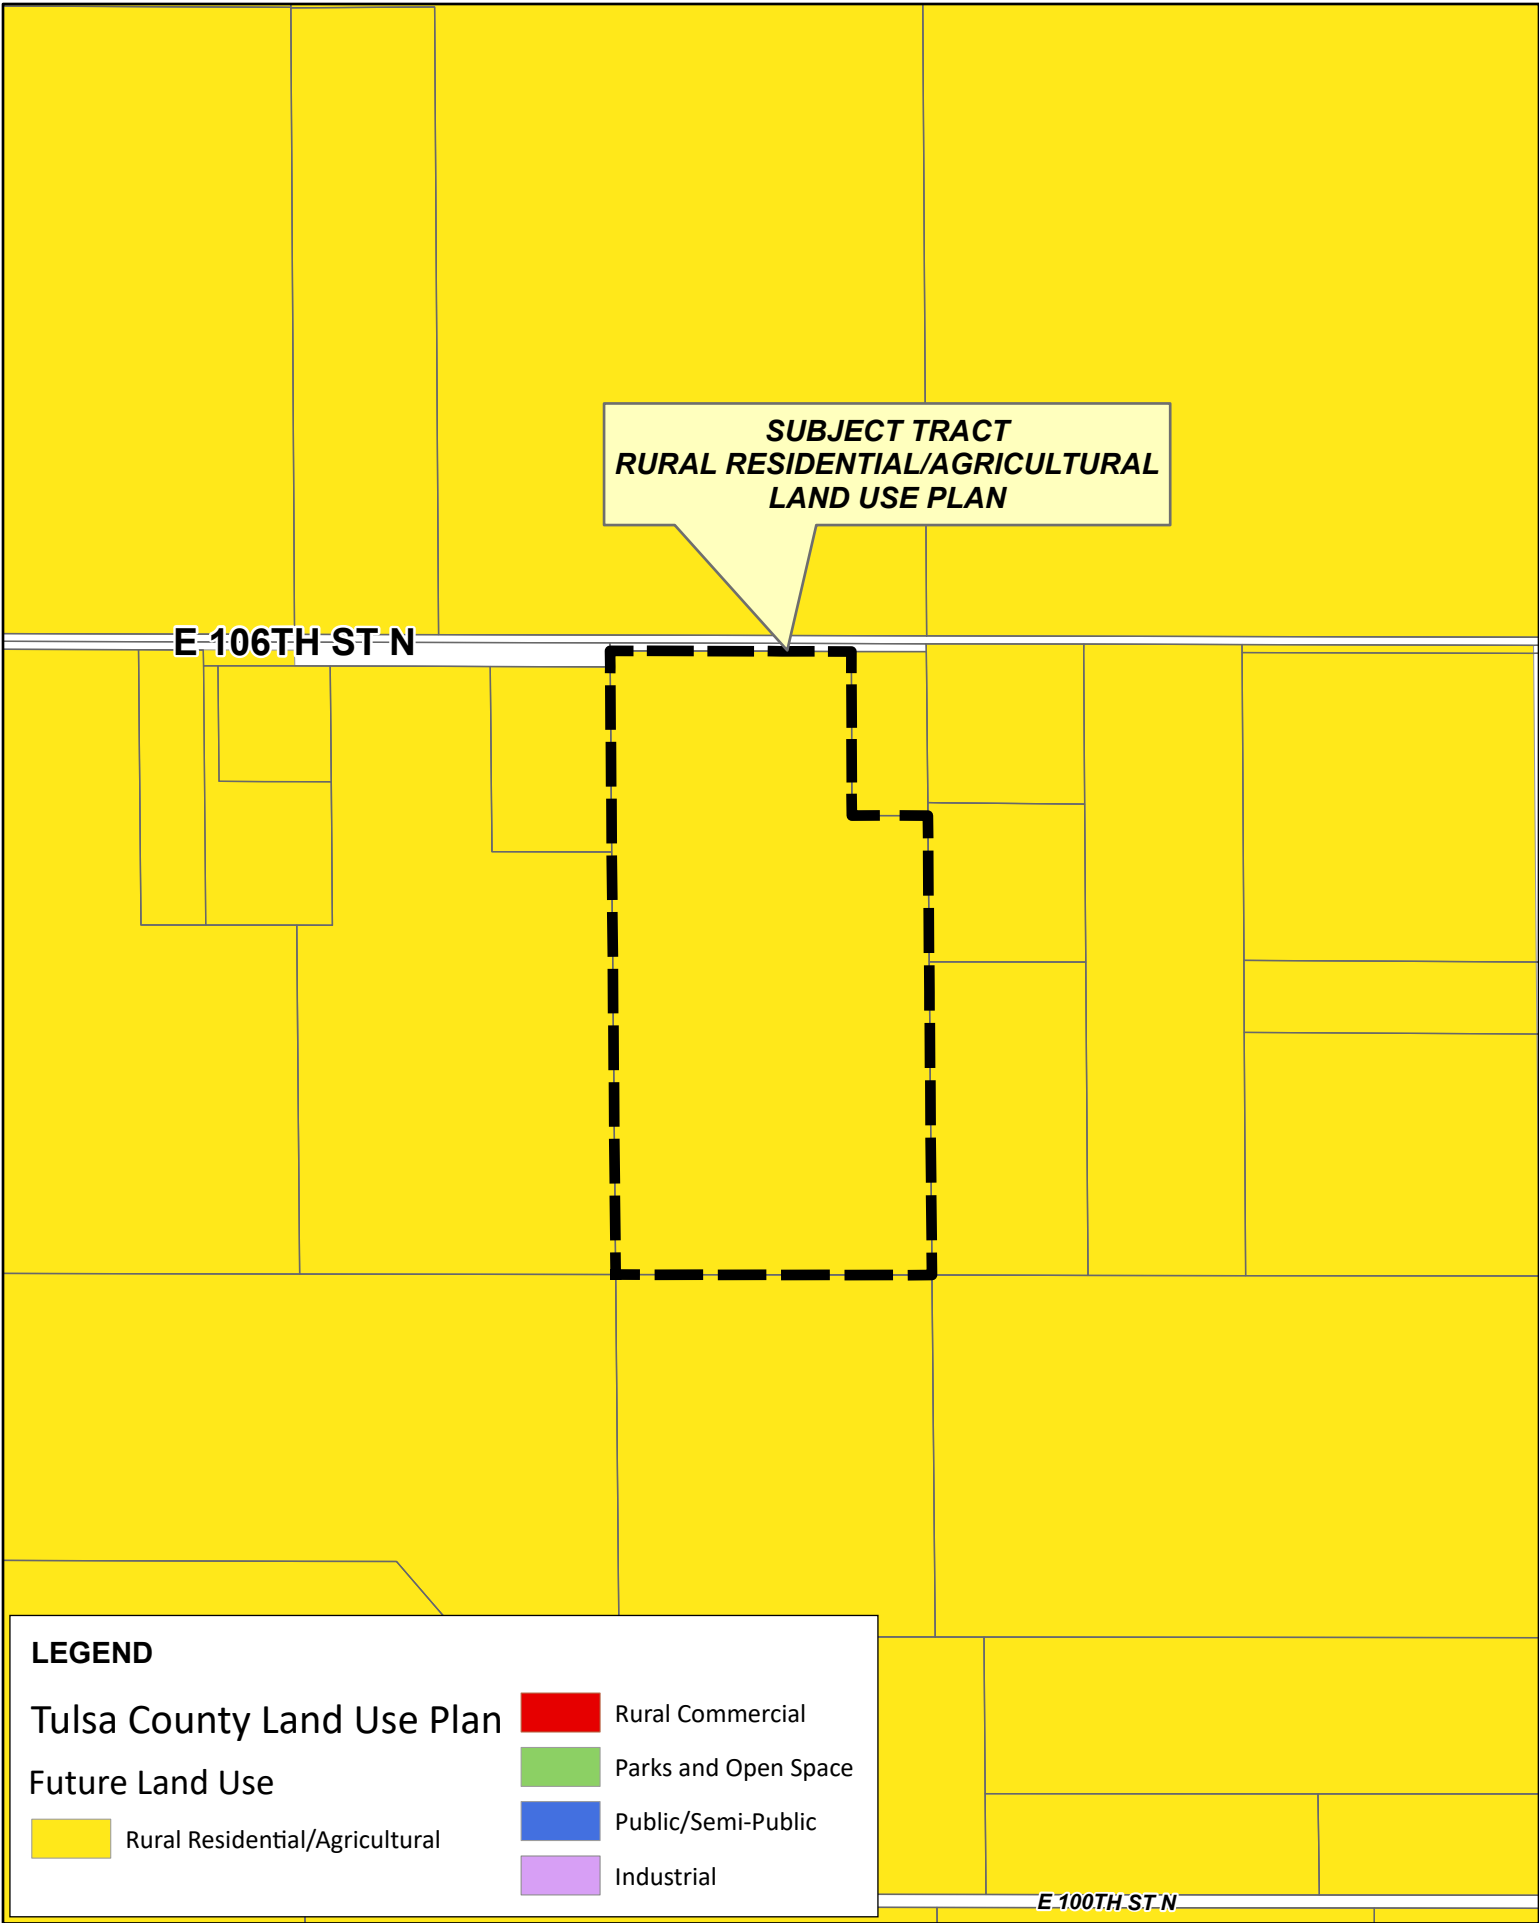 SUBJECT TRACT
RURAL RESIDENTIAL/AGRICULTURAL
LAND USE PLAN
E 106TH ST N
LEGEND
Tulsa County Land Use Plan
Future Land Use
Rural Residential/Agricultural
Rural Commercial
Parks and Open Space
Public/Semi-Public
Industrial
E 100TH ST N